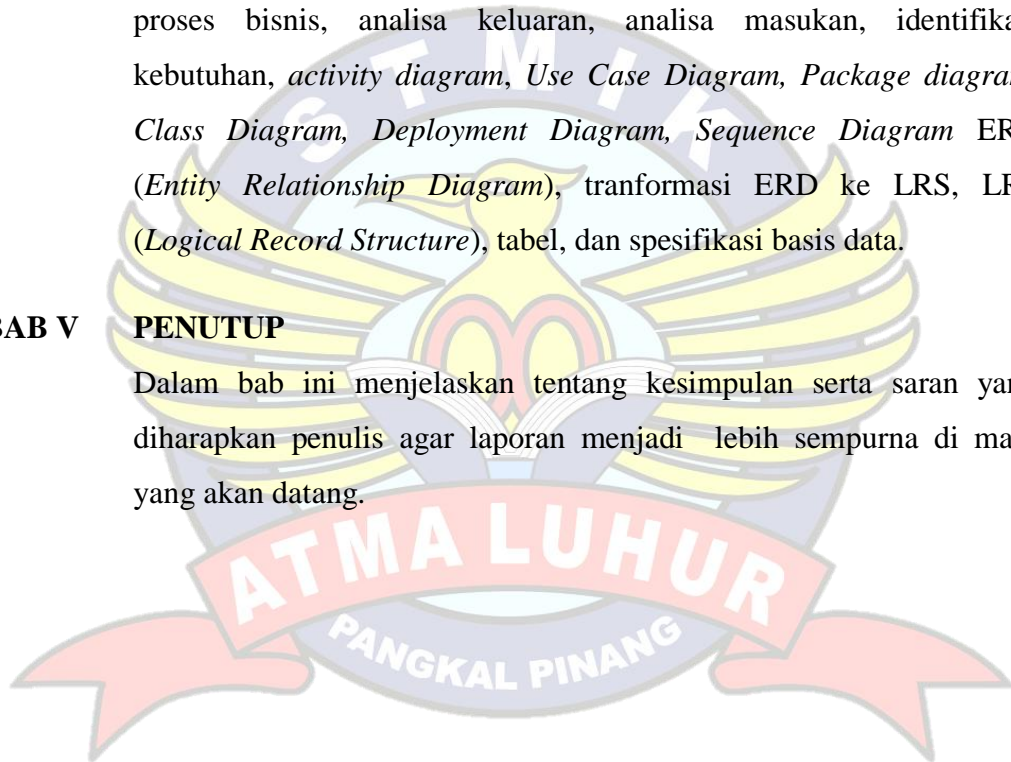 proses bisnis, analisa keluaran, analisa masukan, identifika
kebutuhan, activity diagram, Use Case Diagram, Package diagra
Class Diagram, Deployment Diagram, Sequence Diagram ER
(Entity Relationship Diagram), tranformasi ERD ke LRS, LR
(Logical Record Structure), tabel, dan spesifikasi basis data.
BAB V PENUTUP
Dalam bab ini menjelaskan tentang kesimpulan serta saran yan
diharapkan penulis agar laporan menjadi lebih sempurna di ma
yang akan datang.
STMIK
ATMA LUHUR
PANGKAL PINANG